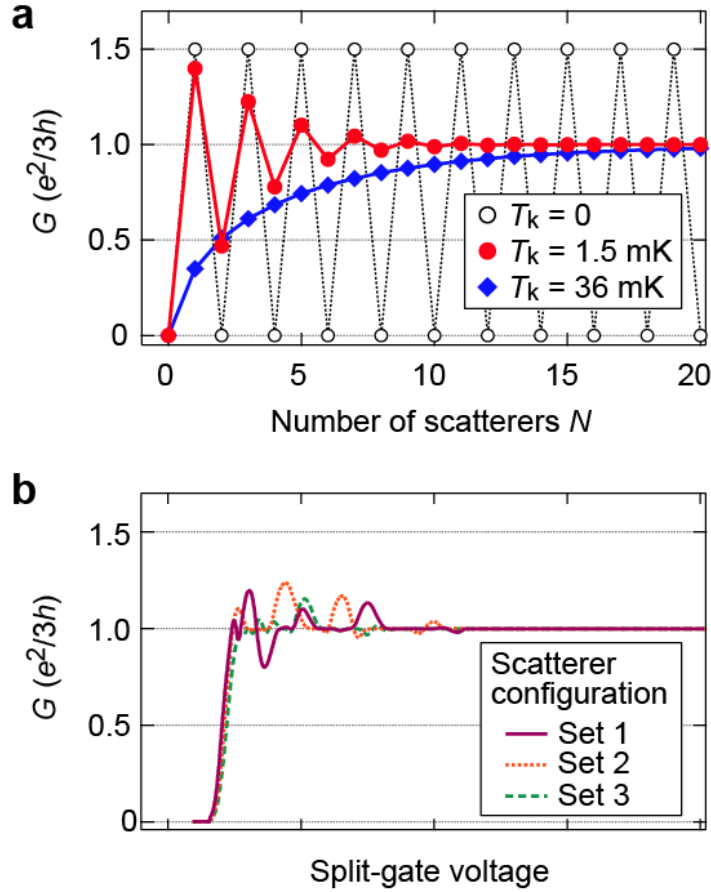 a
G (e²/3h)
1.5
1.0
0.5
0
Tₖ = 0
Tₖ = 1.5 mK
Tₖ = 36 mK
0 5 10 15 20
Number of scatterers N
b
G (e²/3h)
1.5
1.0
0.5
0
Scatterer
configuration
Set 1
Set 2
Set 3
Split-gate voltage